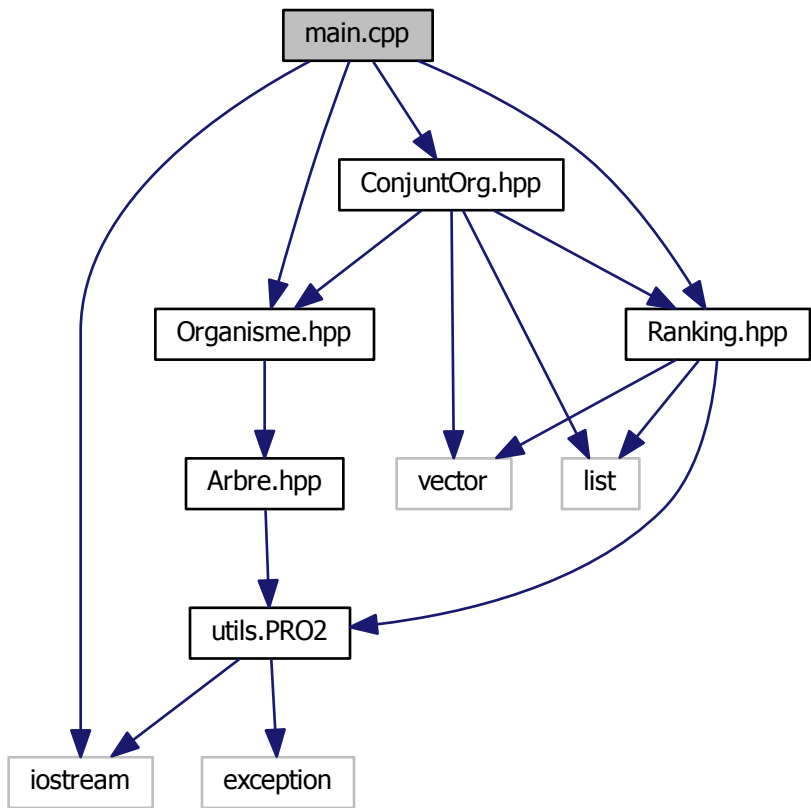 main.cpp
ConjuntOrg.hpp
Organisme.hpp
Ranking.hpp
Arbre.hpp
vector
list
utils.PRO2
iostream
exception